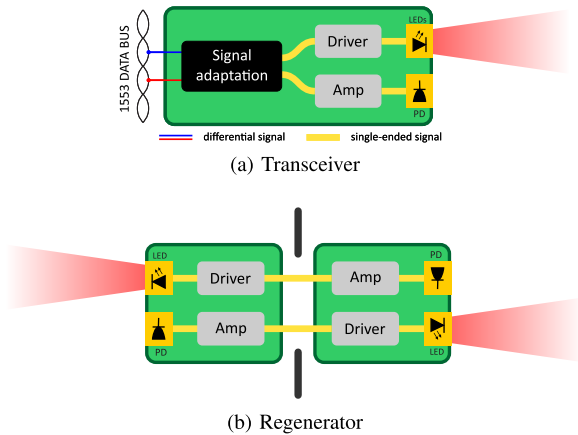 LEDs
1553 DATA BUS
Signal
adaptation
Driver
Amp
PD
differential signal
single-ended signal
(a) Transceiver
LED
Driver
Amp
PD
PD
Amp
Driver
LED
(b) Regenerator